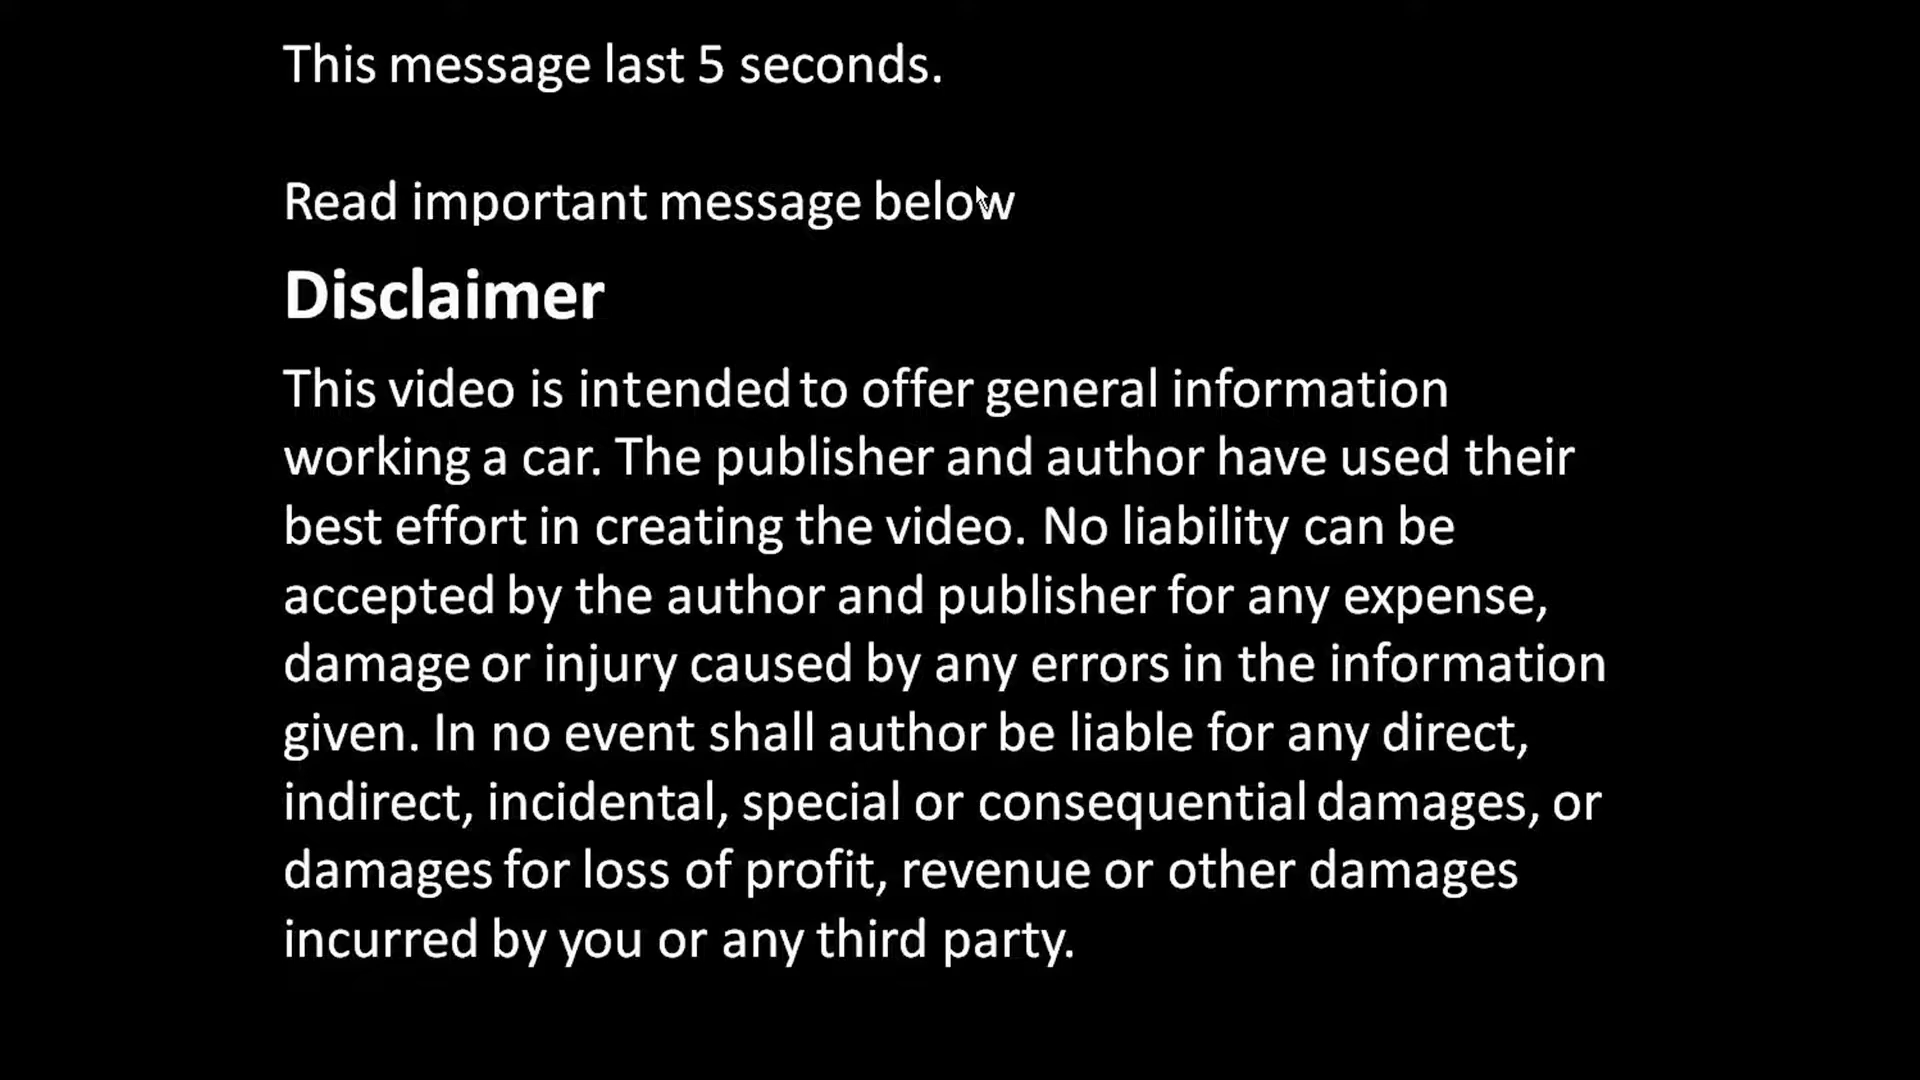 This message last 5 seconds.
Read important message below
Disclaimer
This video is intended to offer general information
working a car. The publisher and author have used their
best effort in creating the video. No liability can be
accepted by the author and publisher for any expense,
damage or injury caused by any errors in the information
given. In no event shall author be liable for any direct,
indirect, incidental, special or consequential damages, or
damages for loss of profit, revenue or other damages
incurred by you or any third party.